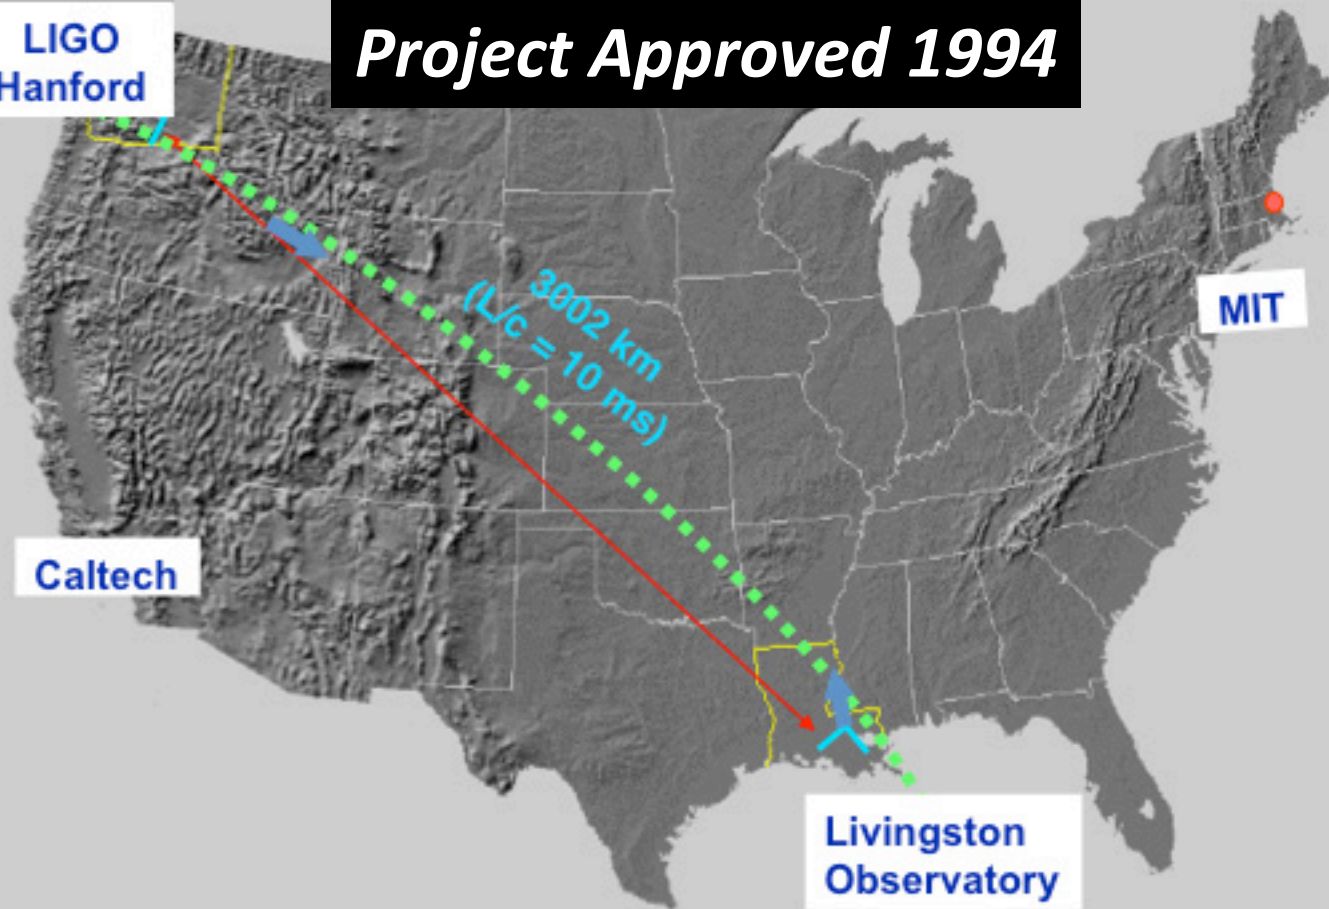 LIGO
Hanford
Project Approved 1994
3002 km
(L/c = 10 ms)
MIT
Caltech
Livingston
Observatory